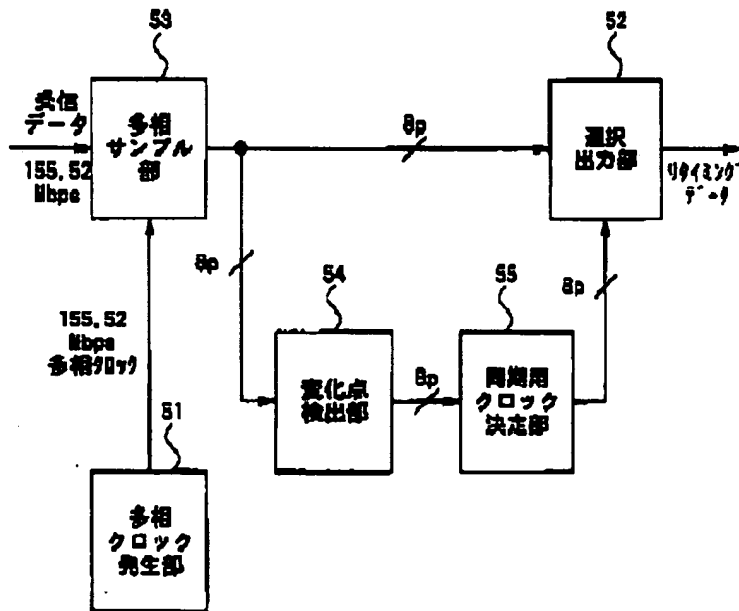 53
52
受信
データ
155.52
Mbps
多相
サンプル
部
8p
選択
出力部
リタイミング
データ
8p
54
55
8p
155.52
Mbps
多相クロック
51
変化点
検出部
8p
同期用
クロック
決定部
多相
クロック
発生部